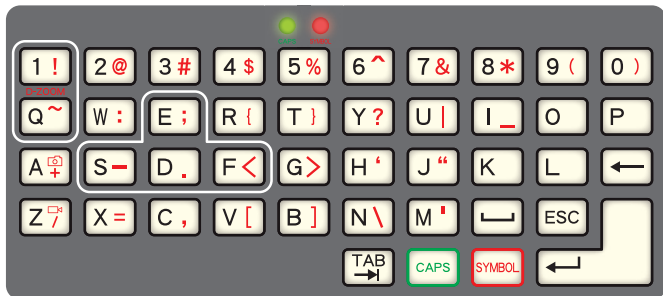 1 ! 2 @ 3 # 4 $ 5 % 6 ^ 7 & 8 * 9 ( 0 )
D-ZOOM
Q ~ W : E ; R { T } Y ? U | I _ O P
A + S - D . F < G > H ‘ J “ K L ←
Z / X = C , V [ B ] N \ M ' ESC
TAB CAPS SYMBOL